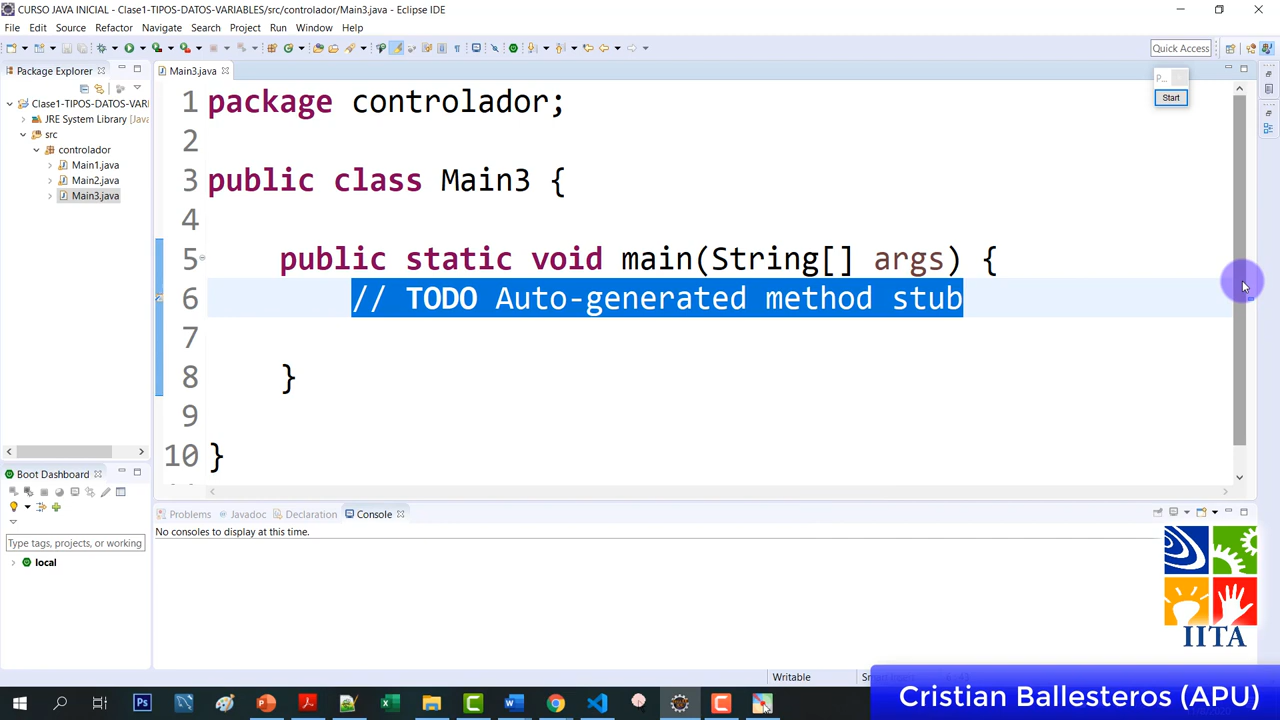 CURSO JAVA INICIAL - Clase1-TIPOS-DATOS-VARIABLES/src/controlador/Main3.java - Eclipse IDE
File Edit Source Refactor Navigate Search Project Run Window Help
Quick Access
Package Explorer
Clase1-TIPOS-DATOS-VARI
JRE System Library [Java
src
controlador
Main1.java
Main2.java
Main3.java
Main3.java
P...
Start
1 package controlador;
2
3 public class Main3 {
4
5 public static void main(String[] args) {
6 // TODO Auto-generated method stub
7
8 }
9
10 }
Boot Dashboard
Type tags, projects, or working
local
Problems Javadoc Declaration Console
No consoles to display at this time.
IITA
Writable
Cristian Ballesteros (APU)